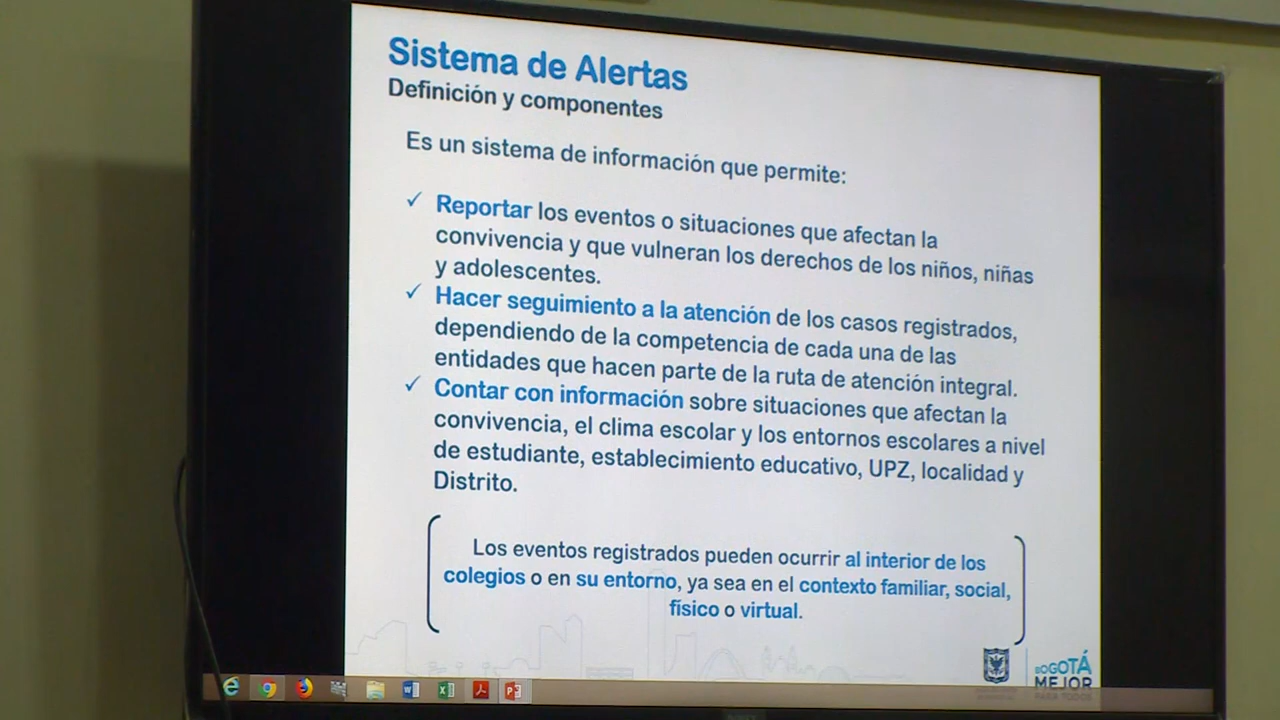 Sistema de Alertas
Definición y componentes
Es un sistema de información que permite:
✓ Reportar los eventos o situaciones que afectan la
convivencia y que vulneran los derechos de los niños, niñas
y adolescentes.
✓ Hacer seguimiento a la atención de los casos registrados,
dependiendo de la competencia de cada una de las
entidades que hacen parte de la ruta de atención integral.
✓ Contar con información sobre situaciones que afectan la
convivencia, el clima escolar y los entornos escolares a nivel
de estudiante, establecimiento educativo, UPZ, localidad y
Distrito.
Los eventos registrados pueden ocurrir al interior de los
colegios o en su entorno, ya sea en el contexto familiar, social,
físico o virtual.
BOGOTÁ
MEJOR
PARA TODOS